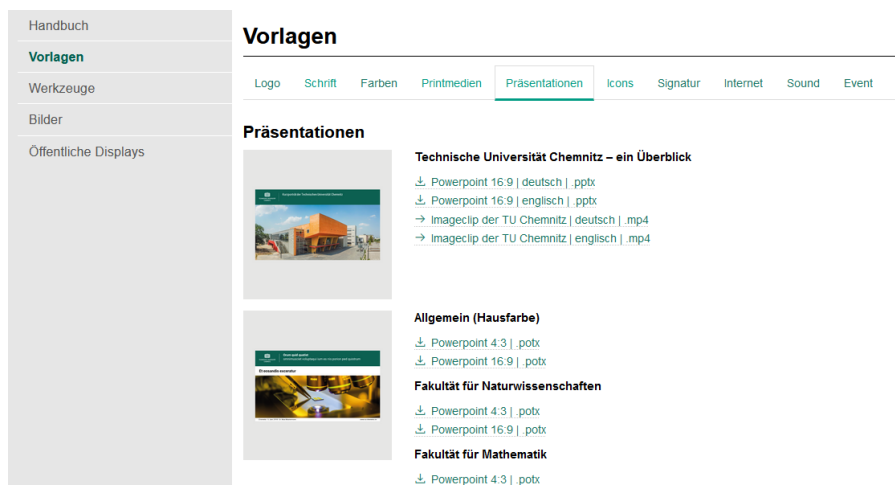 Handbuch
Vorlagen
Werkzeuge
Bilder
Öffentliche Displays
Vorlagen
Logo Schrift Farben Printmedien Präsentationen Icons Signatur Internet Sound Event
Präsentationen
Technische Universität Chemnitz – ein Überblick
Powerpoint 16:9 | deutsch | .pptx
Powerpoint 16:9 | englisch | .pptx
Imageclip der TU Chemnitz | deutsch | .mp4
Imageclip der TU Chemnitz | englisch | .mp4
Allgemein (Hausfarbe)
Powerpoint 4:3 | .potx
Powerpoint 16:9 | .potx
Fakultät für Naturwissenschaften
Powerpoint 4:3 | .potx
Powerpoint 16:9 | .potx
Fakultät für Mathematik
Powerpoint 4:3 | .potx